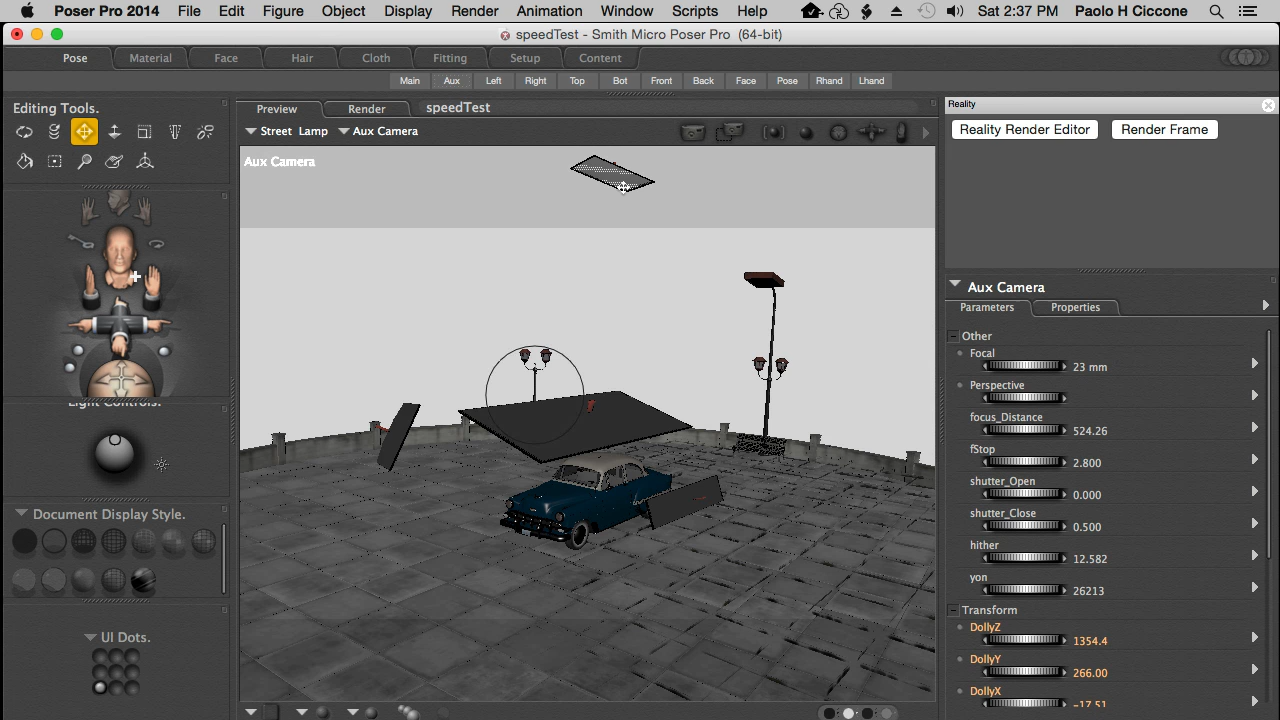 Poser Pro 2014 File Edit Figure Object Display Render Animation Window Scripts Help Sat 2:37 PM Paolo H Ciccone
speedTest - Smith Micro Poser Pro (64-bit)
Pose Material Face Hair Cloth Fitting Setup Content
Main Aux Left Right Top Bot Front Back Face Pose Rhand Lhand
Editing Tools.
Preview Render speedTest
Street Lamp Aux Camera
Aux Camera
Light Controls.
Document Display Style.
UI Dots.
Reality
Reality Render Editor Render Frame
Aux Camera
Parameters Properties
Other
Focal
23 mm
Perspective
focus_Distance
524.26
fStop
2.800
shutter_Open
0.000
shutter_Close
0.500
hither
12.582
yon
26213
Transform
DollyZ
1354.4
DollyY
266.00
DollyX
-17.51